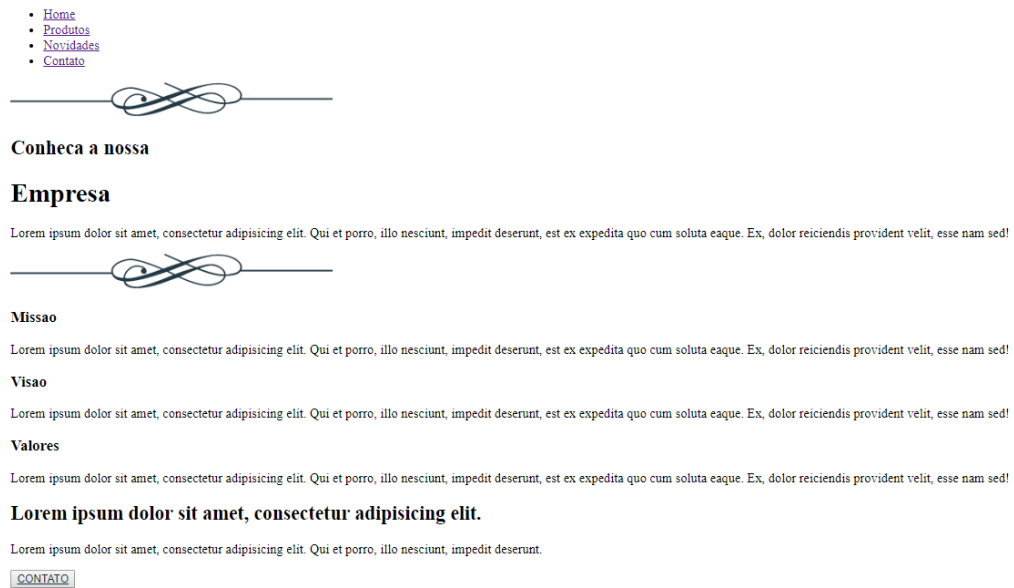 Home
Produtos
Novidades
Contato
Conheca a nossa
Empresa
Lorem ipsum dolor sit amet, consectetur adipisicing elit. Qui et porro, illo nesciunt, impedit deserunt, est ex expedita quo cum soluta eaque. Ex, dolor reiciendis provident velit, esse nam sed!
Missao
Lorem ipsum dolor sit amet, consectetur adipisicing elit. Qui et porro, illo nesciunt, impedit deserunt, est ex expedita quo cum soluta eaque. Ex, dolor reiciendis provident velit, esse nam sed!
Visao
Lorem ipsum dolor sit amet, consectetur adipisicing elit. Qui et porro, illo nesciunt, impedit deserunt, est ex expedita quo cum soluta eaque. Ex, dolor reiciendis provident velit, esse nam sed!
Valores
Lorem ipsum dolor sit amet, consectetur adipisicing elit. Qui et porro, illo nesciunt, impedit deserunt, est ex expedita quo cum soluta eaque. Ex, dolor reiciendis provident velit, esse nam sed!
Lorem ipsum dolor sit amet, consectetur adipisicing elit.
Lorem ipsum dolor sit amet, consectetur adipisicing elit. Qui et porro, illo nesciunt, impedit deserunt.
CONTATO